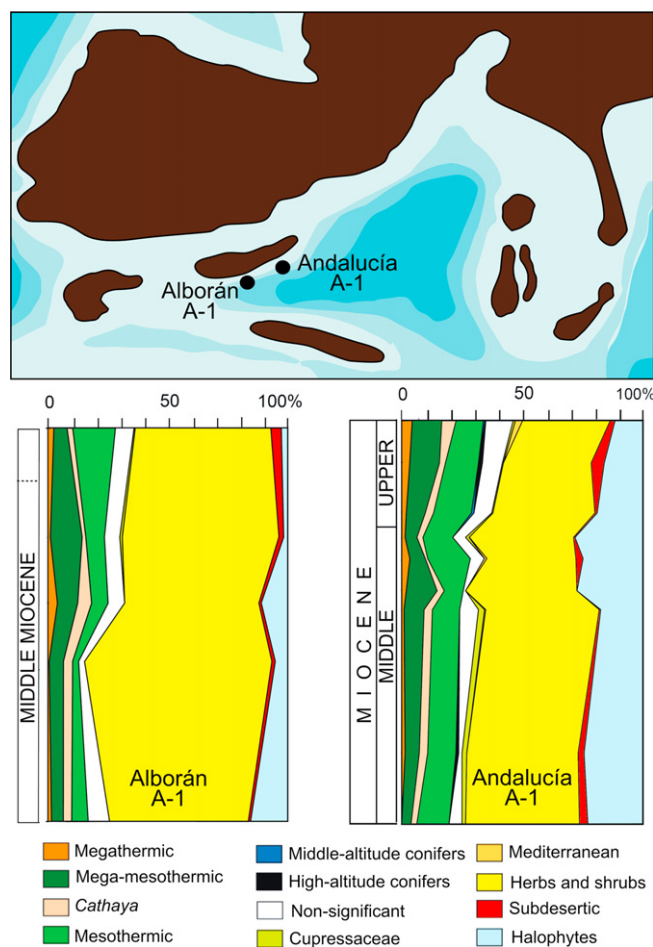 Andalucía
A-1
Alborán
A-1
0 50 100%
0 50 100%
MIDDLE MIOCENE
MIOCENE
MIDDLE
UPPER
Alborán
A-1
Andalucía
A-1
Megathermic
Mega-mesothermic
Cathaya
Mesothermic
Middle-altitude conifers
High-altitude conifers
Non-significant
Cupressaceae
Mediterranean
Herbs and shrubs
Subdesertic
Halophytes